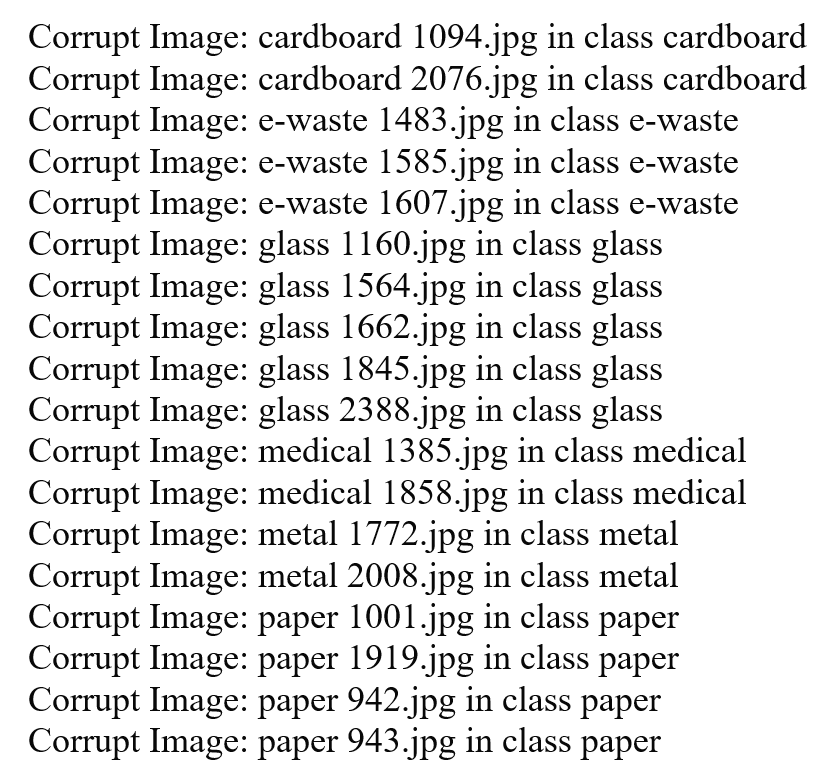 Corrupt Image: cardboard 1094.jpg in class cardboard
Corrupt Image: cardboard 2076.jpg in class cardboard
Corrupt Image: e-waste 1483.jpg in class e-waste
Corrupt Image: e-waste 1585.jpg in class e-waste
Corrupt Image: e-waste 1607.jpg in class e-waste
Corrupt Image: glass 1160.jpg in class glass
Corrupt Image: glass 1564.jpg in class glass
Corrupt Image: glass 1662.jpg in class glass
Corrupt Image: glass 1845.jpg in class glass
Corrupt Image: glass 2388.jpg in class glass
Corrupt Image: medical 1385.jpg in class medical
Corrupt Image: medical 1858.jpg in class medical
Corrupt Image: metal 1772.jpg in class metal
Corrupt Image: metal 2008.jpg in class metal
Corrupt Image: paper 1001.jpg in class paper
Corrupt Image: paper 1919.jpg in class paper
Corrupt Image: paper 942.jpg in class paper
Corrupt Image: paper 943.jpg in class paper